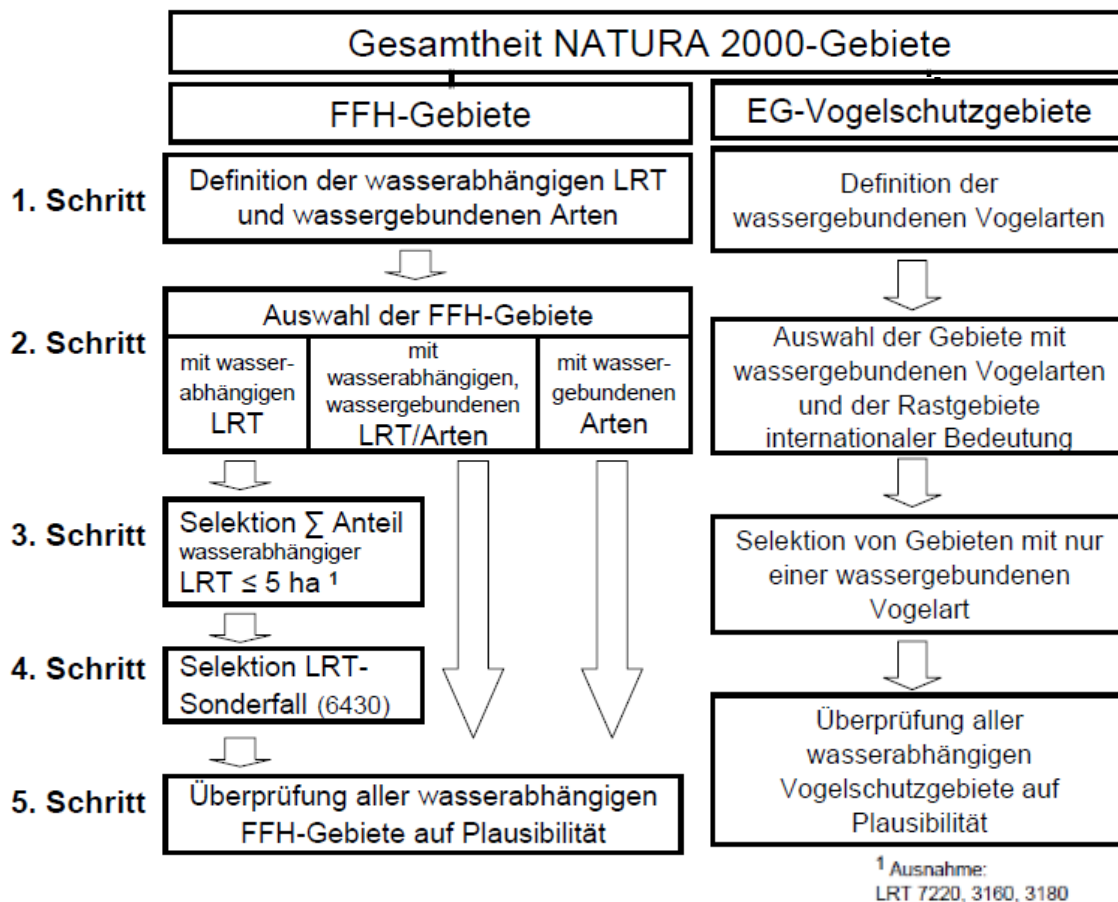 Gesamtheit NATURA 2000-Gebiete
FFH-Gebiete
EG-Vogelschutzgebiete
1. Schritt
Definition der wasserabhängigen LRT
und wassergebundenen Arten
Definition der
wassergebundenen Vogelarten
2. Schritt
Auswahl der FFH-Gebiete
mit wasser-
abhängigen
LRT
mit
wasserabhängigen,
wassergebundenen
LRT/Arten
mit wasser-
gebundenen
Arten
Auswahl der Gebiete mit
wassergebundenen Vogelarten
und der Rastgebiete
internationaler Bedeutung
3. Schritt
Selektion ∑ Anteil
wasserabhängiger
LRT ≤ 5 ha ¹
Selektion von Gebieten mit nur
einer wassergebundenen
Vogelart
4. Schritt
Selektion LRT-
Sonderfall (6430)
5. Schritt
Überprüfung aller wasserabhängigen
FFH-Gebiete auf Plausibilität
Überprüfung aller
wasserabhängigen
Vogelschutzgebiete auf
Plausibilität
¹ Ausnahme:
LRT 7220, 3160, 3180